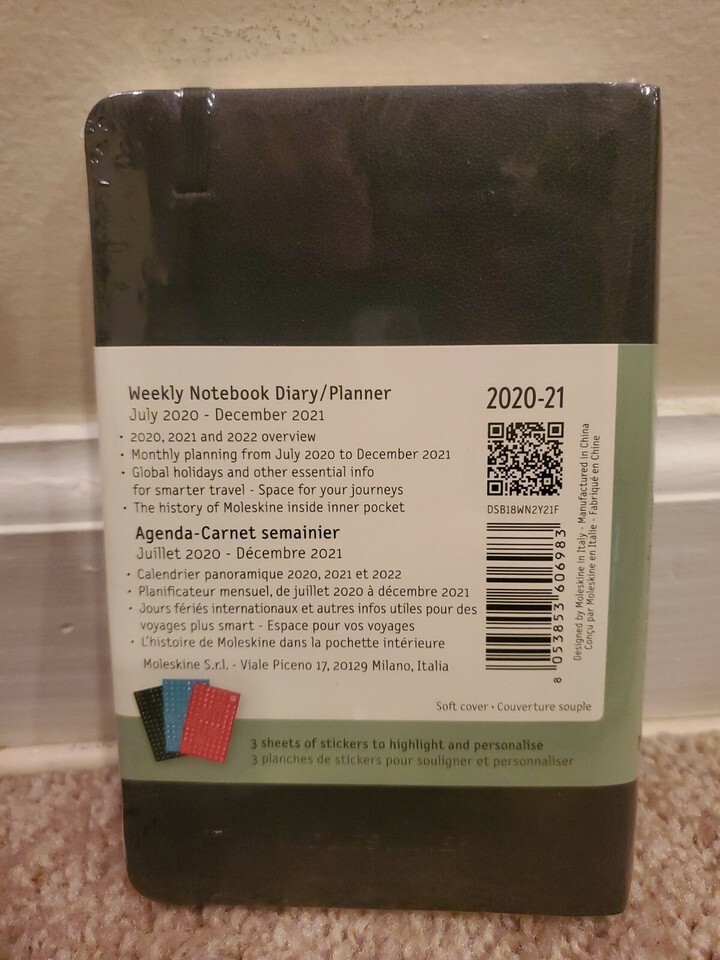 Weekly Notebook Diary/Planner
July 2020 - December 2021
• 2020, 2021 and 2022 overview
• Monthly planning from July 2020 to December 2021
• Global holidays and other essential info
for smarter travel - Space for your journeys
• The history of Moleskine inside inner pocket
Agenda-Carnet semainier
Juillet 2020 - Décembre 2021
• Calendrier panoramique 2020, 2021 et 2022
• Planificateur mensuel, de juillet 2020 à décembre 2021
• Jours fériés internationaux et autres infos utiles pour des
voyages plus smart - Espace pour vos voyages
• L'histoire de Moleskine dans la pochette intérieure
Moleskine S.r.l. - Viale Piceno 17, 20129 Milano, Italia
2020-21
DSB18WN2Y21F
8 053853 606983
Designed by Moleskine in Italy - Manufactured in China
Conçu par Moleskine en Italie - Fabriqué en Chine
Soft cover • Couverture souple
3 sheets of stickers to highlight and personalise
3 planches de stickers pour souligner et personnaliser